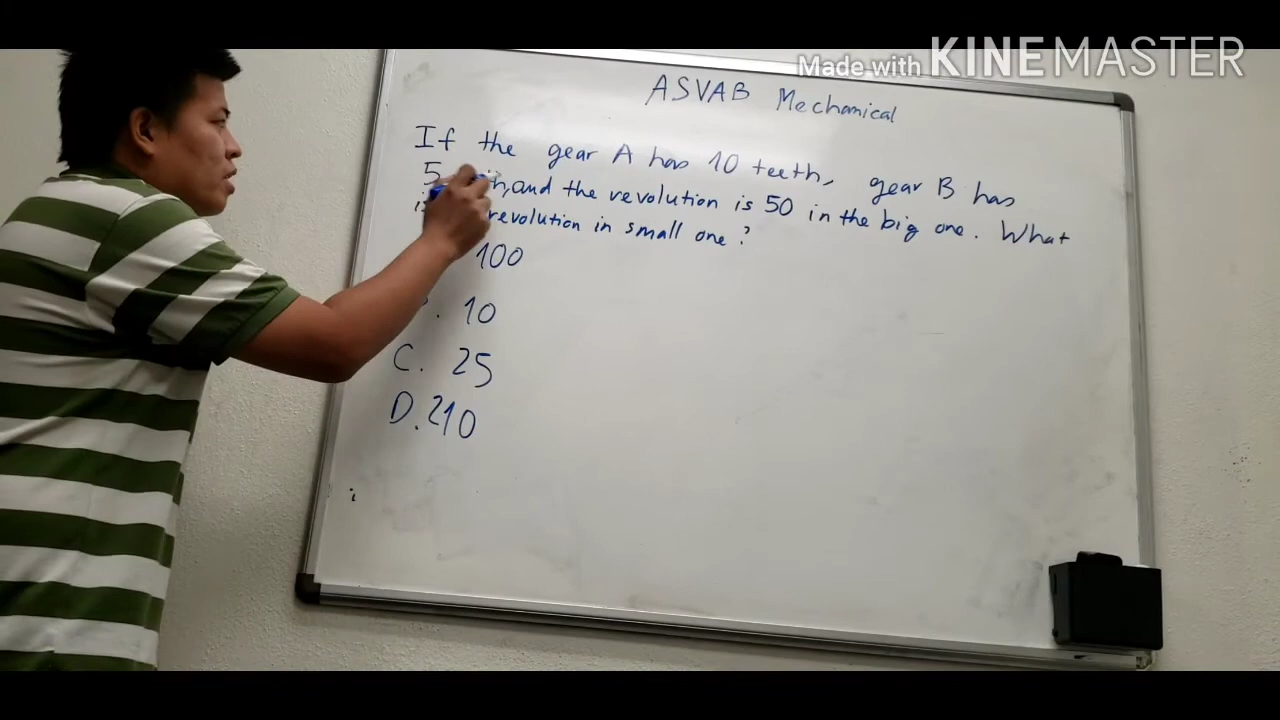 Made with KINEMASTER
ASVAB Mechanical
If the gear A has 10 teeth, gear B has
5 and the revolution is 50 in the big one. What
revolution in small one?
100
10
C. 25
D. 210